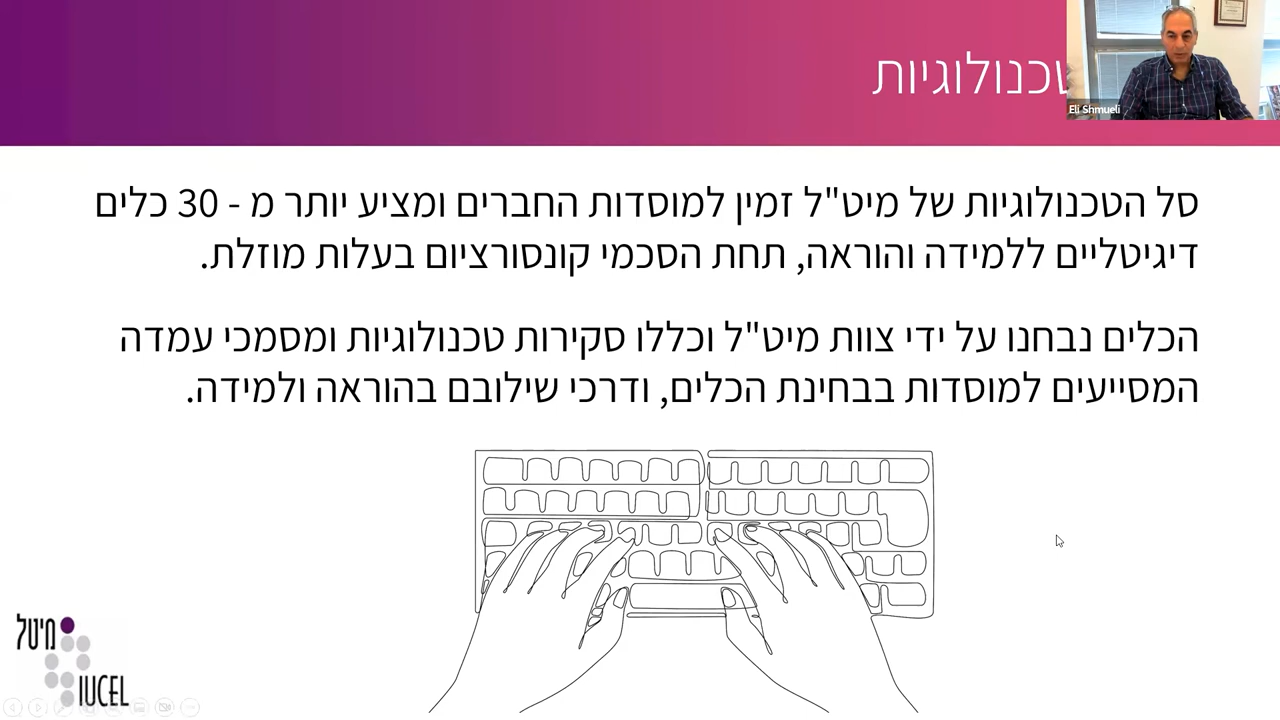 טכנולוגיות
Eli Shmueli
סל הטכנולוגיות של מיט"ל זמין למוסדות החברים ומציע יותר מ - 30 כלים
דיגיטליים ללמידה והוראה, תחת הסכמי קונסורציום בעלות מוזלת.
הכלים נבחנו על ידי צוות מיט"ל וכללו סקירות טכנולוגיות ומסמכי עמדה
המסייעים למוסדות בבחינת הכלים, ודרכי שילובם בהוראה ולמידה.
מיטל
IUCEL